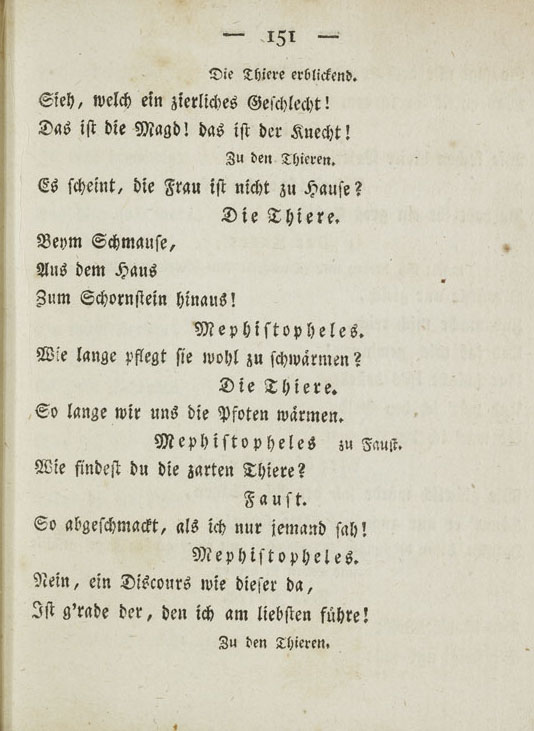 — 151 —
Die Thiere erblickend.
Sieh, welch ein zierliches Geschlecht!
Das ist die Magd! das ist der Knecht!
Zu den Thieren.
Es scheint, die Frau ist nicht zu Hause?
Die Thiere.
Beym Schmause,
Aus dem Haus
Zum Schornstein hinaus!
Mephistopheles.
Wie lange pflegt sie wohl zu schwärmen?
Die Thiere.
So lange wir uns die Pfoten wärmen.
Mephistopheles zu Faust.
Wie findest du die zarten Thiere?
Faust.
So abgeschmackt, als ich nur jemand sah!
Mephistopheles.
Nein, ein Discours wie dieser da,
Ist g'rade der, den ich am liebsten führe!
Zu den Thieren.